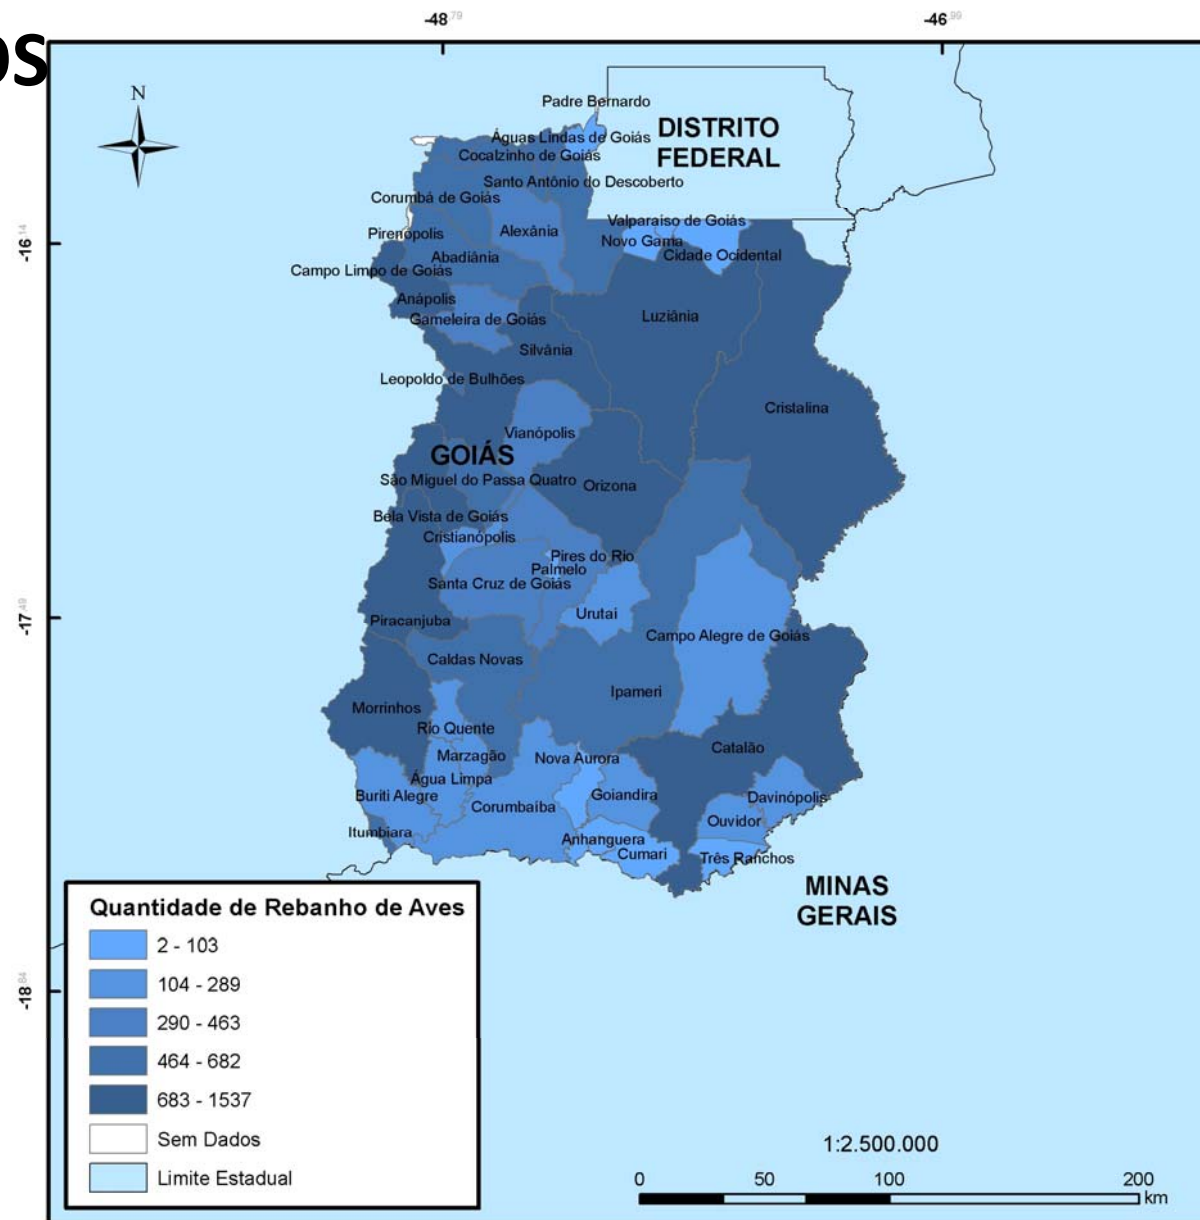 -48,79
-46,99
OS
N
Padre Bernardo
DISTRITO
FEDERAL
Águas Lindas de Goiás
Cocalzinho de Goiás
Santo Antônio do Descoberto
Corumbá de Goiás
Valparaiso de Goiás
Alexânia
Pirenópolis
Novo Gama
-16,14
Abadiânia
Cidade Ocidental
Campo Limpo de Goiás
Anápolis
Gameleira de Goiás
Luziânia
Silvânia
Leopoldo de Bulhões
Cristalina
Vianópolis
GOIÁS
São Miguel do Passa Quatro
Orizona
Bela Vista de Goiás
Cristianópolis
Pires do Rio
Palmelo
Santa Cruz de Goiás
-17,49
Urutaí
Piracanjuba
Campo Alegre de Goiás
Caldas Novas
Ipameri
Morrinhos
Rio Quente
Catalão
Marzagão
Nova Aurora
Água Limpa
Buriti Alegre
Goiandira
Davinópolis
Corumbaíba
Ouvidor
Itumbiara
Anhanguera
Cumari
Três Ranchos
MINAS
GERAIS
-18,84
Quantidade de Rebanho de Aves
2 - 103
104 - 289
290 - 463
464 - 682
683 - 1537
Sem Dados
Limite Estadual
1:2.500.000
0 50 100 200
km